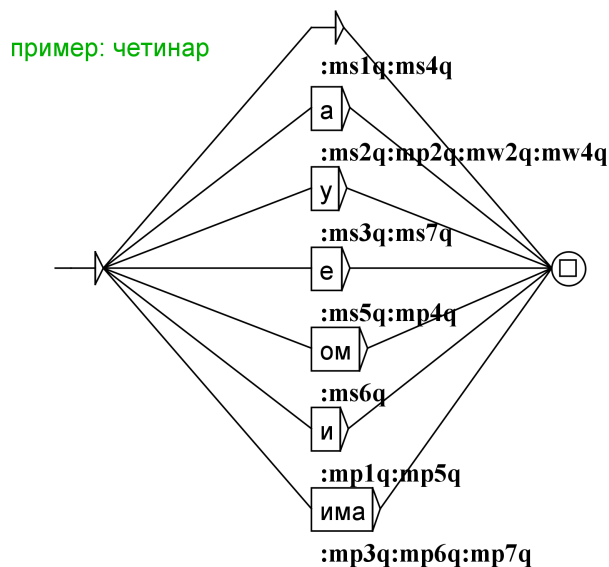 пример: четинар
:ms1q:ms4q
а
:ms2q:mp2q:mw2q:mw4q
у
:ms3q:ms7q
е
:ms5q:mp4q
ом
:ms6q
и
:mp1q:mp5q
има
:mp3q:mp6q:mp7q